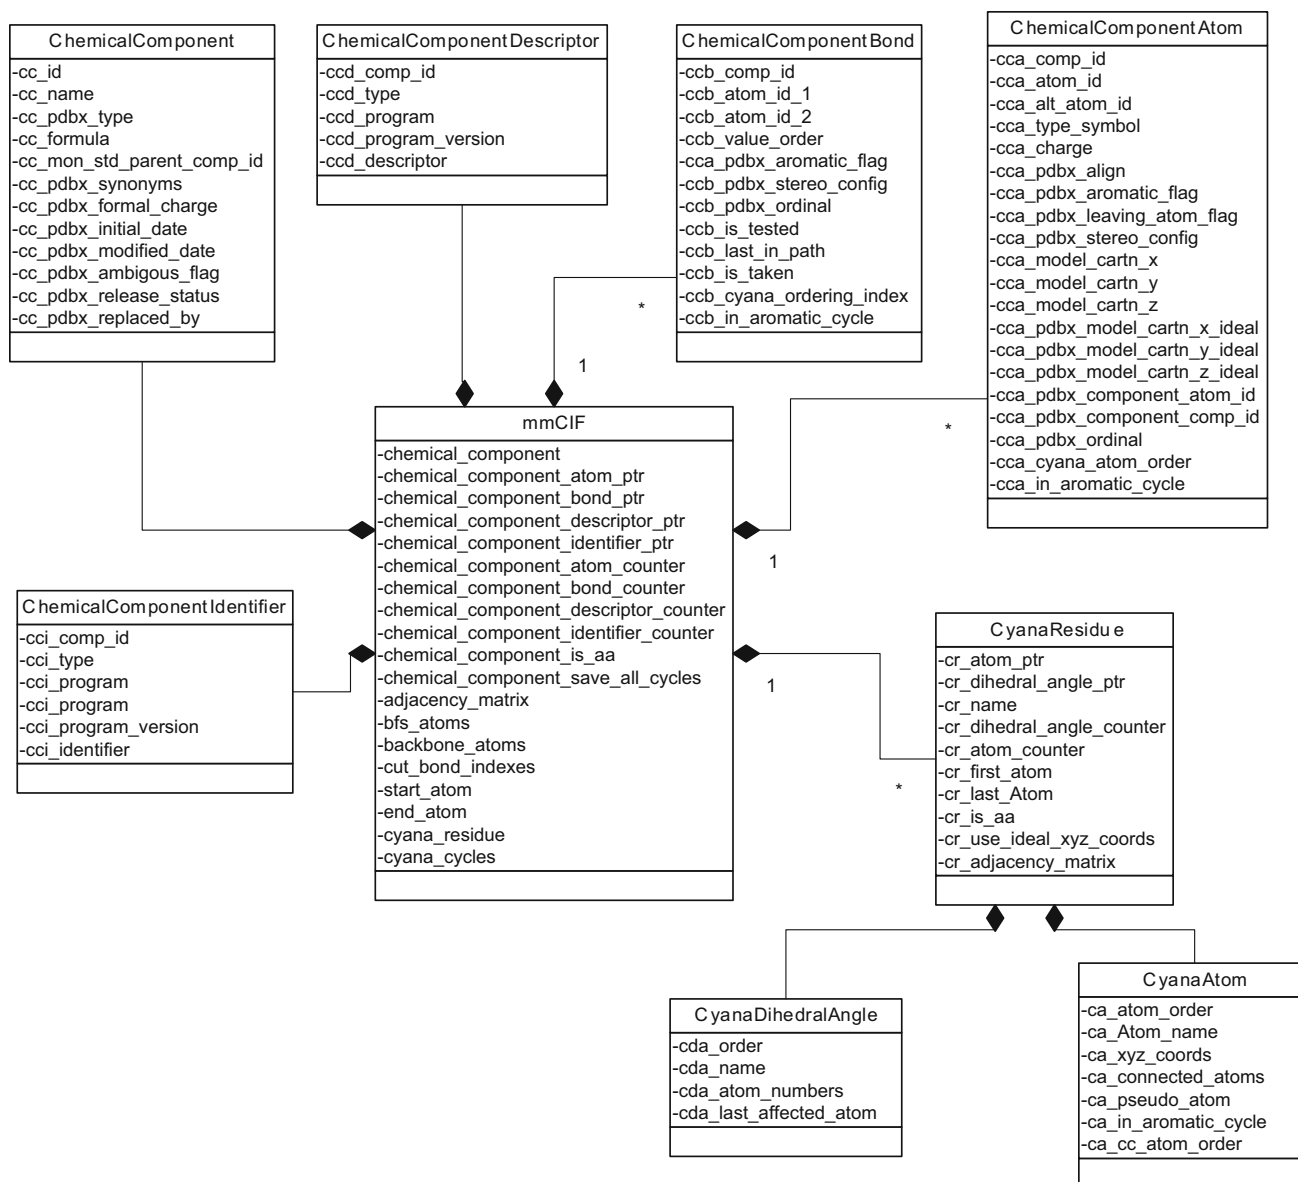 ChemicalComponent
-cc_id
-cc_name
-cc_pdbx_type
-cc_formula
-cc_mon_std_parent_comp_id
-cc_pdbx_synonyms
-cc_pdbx_formal_charge
-cc_pdbx_initial_date
-cc_pdbx_modified_date
-cc_pdbx_ambigous_flag
-cc_pdbx_release_status
-cc_pdbx_replaced_by
ChemicalComponentDescriptor
-ccd_comp_id
-ccd_type
-ccd_program
-ccd_program_version
-ccd_descriptor
ChemicalComponentBond
-ccb_comp_id
-ccb_atom_id_1
-ccb_atom_id_2
-ccb_value_order
-cca_pdbx_aromatic_flag
-ccb_pdbx_stereo_config
-ccb_pdbx_ordinal
-ccb_is_tested
-ccb_last_in_path
-ccb_is_taken
-ccb_cyana_ordering_index
-ccb_in_aromatic_cycle
ChemicalComponentAtom
-cca_comp_id
-cca_atom_id
-cca_alt_atom_id
-cca_type_symbol
-cca_charge
-cca_pdbx_align
-cca_pdbx_aromatic_flag
-cca_pdbx_leaving_atom_flag
-cca_pdbx_stereo_config
-cca_model_cartn_x
-cca_model_cartn_y
-cca_model_cartn_z
-cca_pdbx_model_cartn_x_ideal
-cca_pdbx_model_cartn_y_ideal
-cca_pdbx_model_cartn_z_ideal
-cca_pdbx_component_atom_id
-cca_pdbx_component_comp_id
-cca_pdbx_ordinal
-cca_cyana_atom_order
-cca_in_aromatic_cycle
*
1
*
1
mmCIF
-chemical_component
-chemical_component_atom_ptr
-chemical_component_bond_ptr
-chemical_component_descriptor_ptr
-chemical_component_identifier_ptr
-chemical_component_atom_counter
-chemical_component_bond_counter
-chemical_component_descriptor_counter
-chemical_component_identifier_counter
-chemical_component_is_aa
-chemical_component_save_all_cycles
-adjacency_matrix
-bfs_atoms
-backbone_atoms
-cut_bond_indexes
-start_atom
-end_atom
-cyana_residue
-cyana_cycles
ChemicalComponentIdentifier
-cci_comp_id
-cci_type
-cci_program
-cci_program
-cci_program_version
-cci_identifier
1
*
CyanaResidue
-cr_atom_ptr
-cr_dihedral_angle_ptr
-cr_name
-cr_dihedral_angle_counter
-cr_atom_counter
-cr_first_atom
-cr_last_Atom
-cr_is_aa
-cr_use_ideal_xyz_coords
-cr_adjacency_matrix
CyanaDihedralAngle
-cda_order
-cda_name
-cda_atom_numbers
-cda_last_affected_atom
CyanaAtom
-ca_atom_order
-ca_Atom_name
-ca_xyz_coords
-ca_connected_atoms
-ca_pseudo_atom
-ca_in_aromatic_cycle
-ca_cc_atom_order